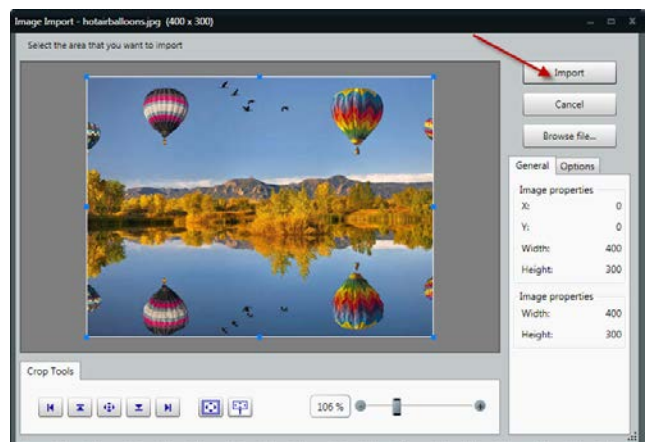 Image Import - hotairballoons.jpg (400 x 300)
Select the area that you want to import
Import
Cancel
Browse file...
General Options
Image properties
X: 0
Y: 0
Width: 400
Height: 300
Image properties
Width: 400
Height: 300
Crop Tools
106 %